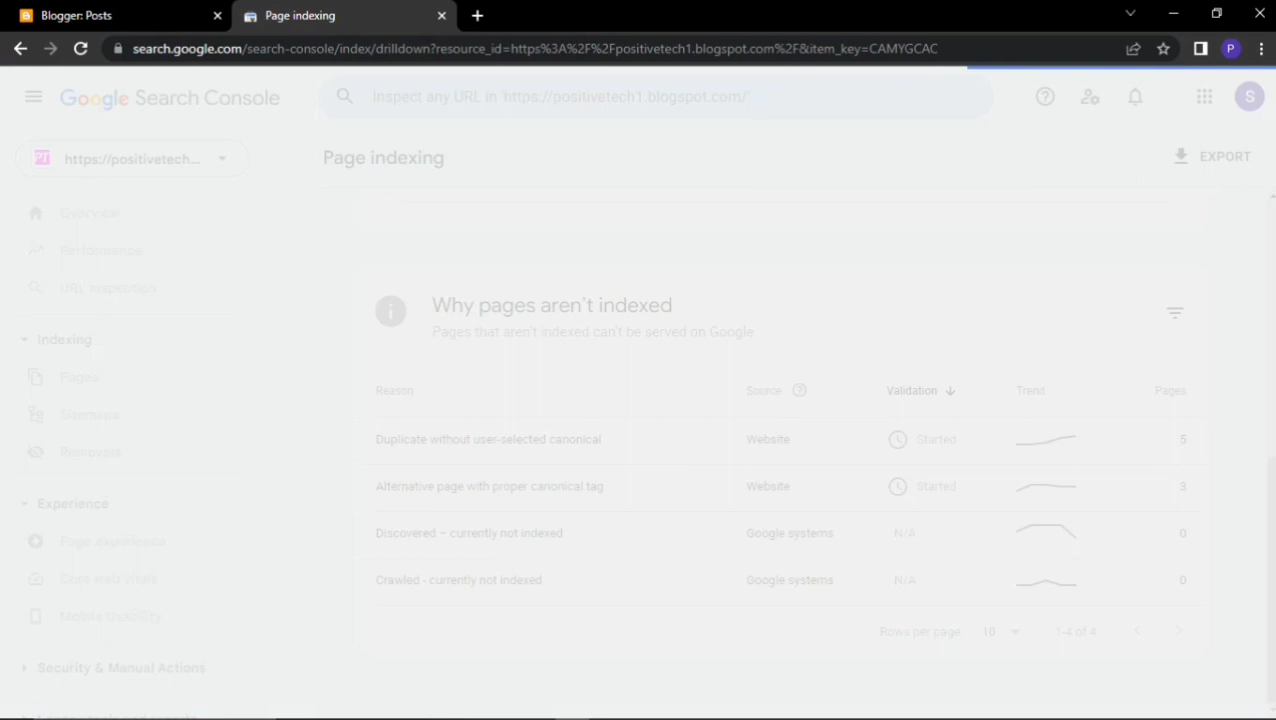 Blogger: Posts
Page indexing
search.google.com/search-console/index/drilldown?resource_id=https%3A%2F%2Fpositivetech1.blogspot.com%2F&item_key=CAMYGCAC
P
Google Search Console
Inspect any URL in 'https://positivetech1.blogspot.com/'
S
PT
https://positivetech...
Page indexing
EXPORT
Overview
Performance
URL inspection
Indexing
Pages
Sitemaps
Removals
Experience
Page experience
Core web vitals
Mobile usability
Security & Manual Actions
Why pages aren't indexed
Pages that aren't indexed can't be served on Google
Reason Source Validation Trend Pages
Duplicate without user-selected canonical Website Started 5
Alternative page with proper canonical tag Website Started 3
Discovered – currently not indexed Google systems N/A 0
Crawled - currently not indexed Google systems N/A 0
Rows per page 10 1-4 of 4